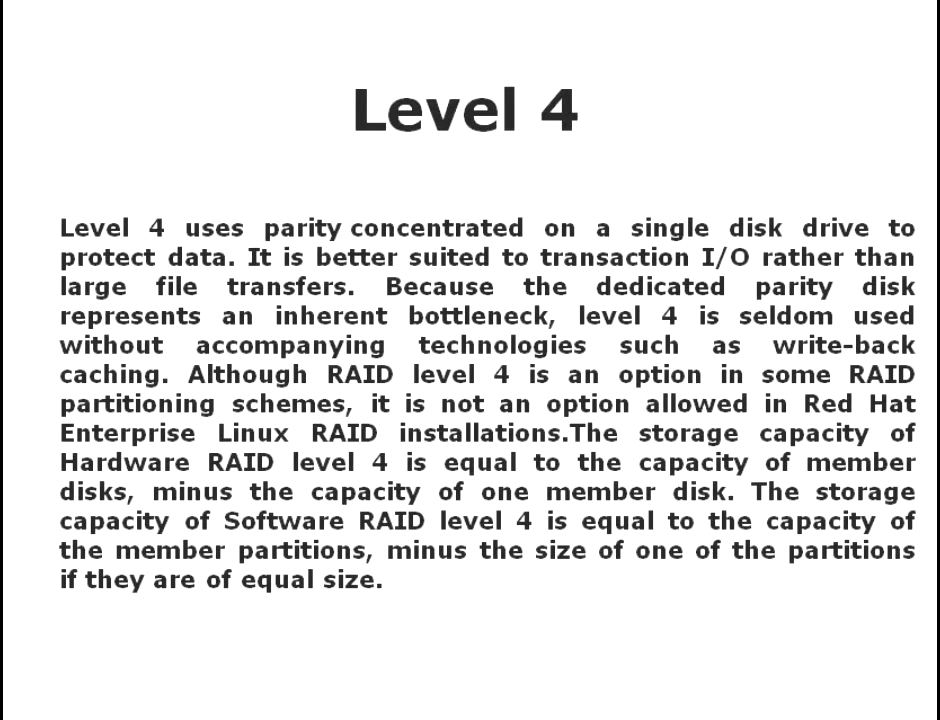 Level 4
Level 4 uses parity concentrated on a single disk drive to
protect data. It is better suited to transaction I/O rather than
large file transfers. Because the dedicated parity disk
represents an inherent bottleneck, level 4 is seldom used
without accompanying technologies such as write-back
caching. Although RAID level 4 is an option in some RAID
partitioning schemes, it is not an option allowed in Red Hat
Enterprise Linux RAID installations.The storage capacity of
Hardware RAID level 4 is equal to the capacity of member
disks, minus the capacity of one member disk. The storage
capacity of Software RAID level 4 is equal to the capacity of
the member partitions, minus the size of one of the partitions
if they are of equal size.